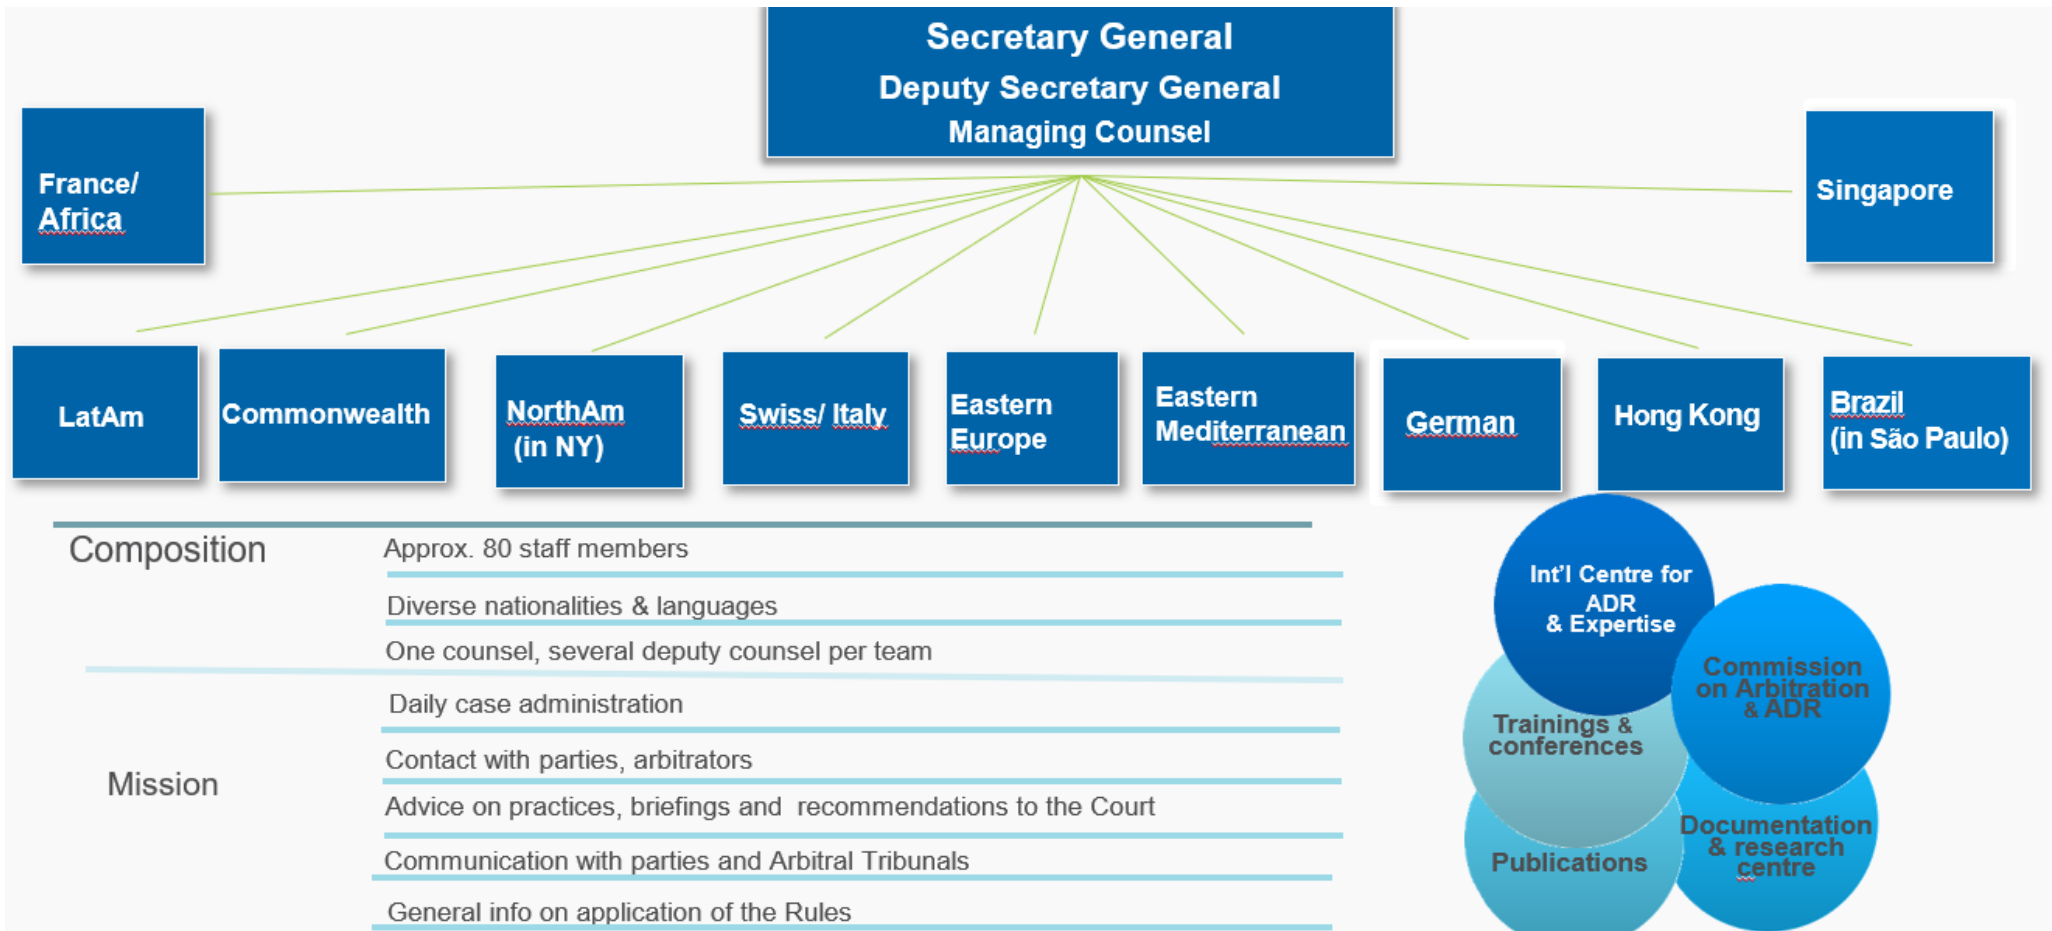 Secretary General
Deputy Secretary General
Managing Counsel
France/
Africa
Singapore
LatAm
Commonwealth
NorthAm
(in NY)
Swiss/ Italy
Eastern
Europe
Eastern
Mediterranean
German
Hong Kong
Brazil
(in São Paulo)
Composition
Approx. 80 staff members
Diverse nationalities & languages
One counsel, several deputy counsel per team
Mission
Daily case administration
Contact with parties, arbitrators
Advice on practices, briefings and recommendations to the Court
Communication with parties and Arbitral Tribunals
General info on application of the Rules
Int'l Centre for
ADR
& Expertise
Commission
on Arbitration
& ADR
Trainings &
conferences
Documentation
& research
centre
Publications